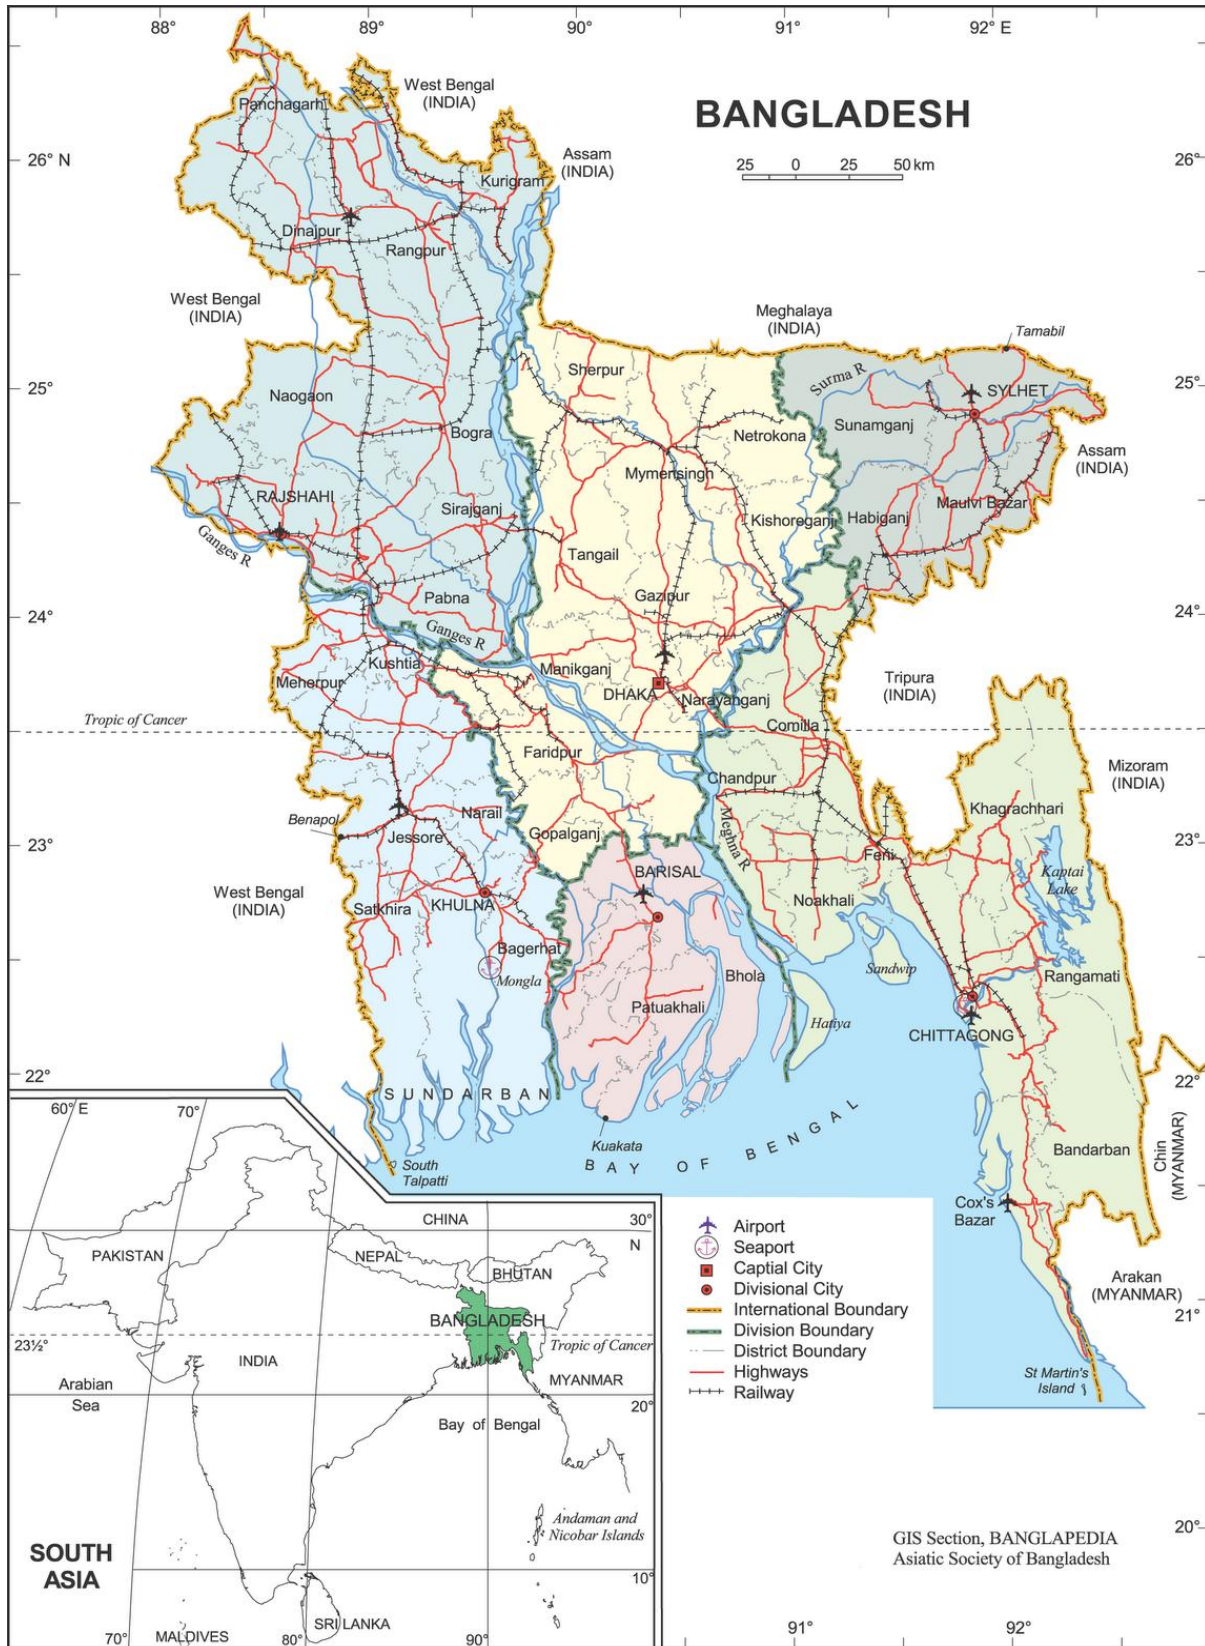 88°
89°
90°
91°
92° E
BANGLADESH
25 0 25 50 km
West Bengal
(INDIA)
Panchagarh
26° N
Assam
(INDIA)
26°
Kurigram
Dinajpur
Rangpur
West Bengal
(INDIA)
Meghalaya
(INDIA)
Tamabil
Sherpur
25°
Naogaon
Surma R
SYLHET
25°
Bogra
Netrokona
Sunamganj
Mymensingh
Assam
(INDIA)
RAJSHAHI
Sirajganj
Kishoreganj
Habiganj
Maulvi Bazar
Ganges R
Tangail
Gazipur
Pabna
24°
24°
Ganges R
Kushtia
Manikganj
Meherpur
DHAKA
Narayanganj
Tripura
(INDIA)
Tropic of Cancer
Comilla
Faridpur
Chandpur
Mizoram
(INDIA)
Khagrachhari
Benapol
Narail
Jessore
Gopalganj
Meghna R
23°
23°
Feni
BARISAL
Kaptai
Lake
West Bengal
(INDIA)
Satkhira
KHULNA
Noakhali
Bagerhat
Mongla
Bhola
Sandwip
Rangamati
Patuakhali
Hatiya
CHITTAGONG
22°
22°
SUNDARBAN
Kuakata
BAY OF BENGAL
South
Talpatti
Bandarban
Chin
(MYANMAR)
Cox's
Bazar
Arakan
(MYANMAR)
21°
St Martin's
Island
20°
Airport
Seaport
Captial City
Divisional City
International Boundary
Division Boundary
District Boundary
Highways
Railway
GIS Section, BANGLAPEDIA
Asiatic Society of Bangladesh
91°
92°
60° E
70°
80°
90°
CHINA
30°
N
PAKISTAN
NEPAL
BHUTAN
BANGLADESH
23½°
Tropic of Cancer
INDIA
MYANMAR
Arabian
Sea
20°
Bay of Bengal
Andaman and
Nicobar Islands
SOUTH
ASIA
10°
SRI LANKA
MALDIVES
70°
80°
90°